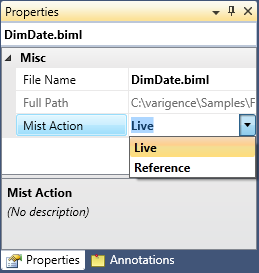 Properties
DimDate.biml
Misc
File Name DimDate.biml
Full Path C:\varigence\Samples\F
Mist Action Live
Live
Reference
Mist Action
(No description)
Properties Annotations